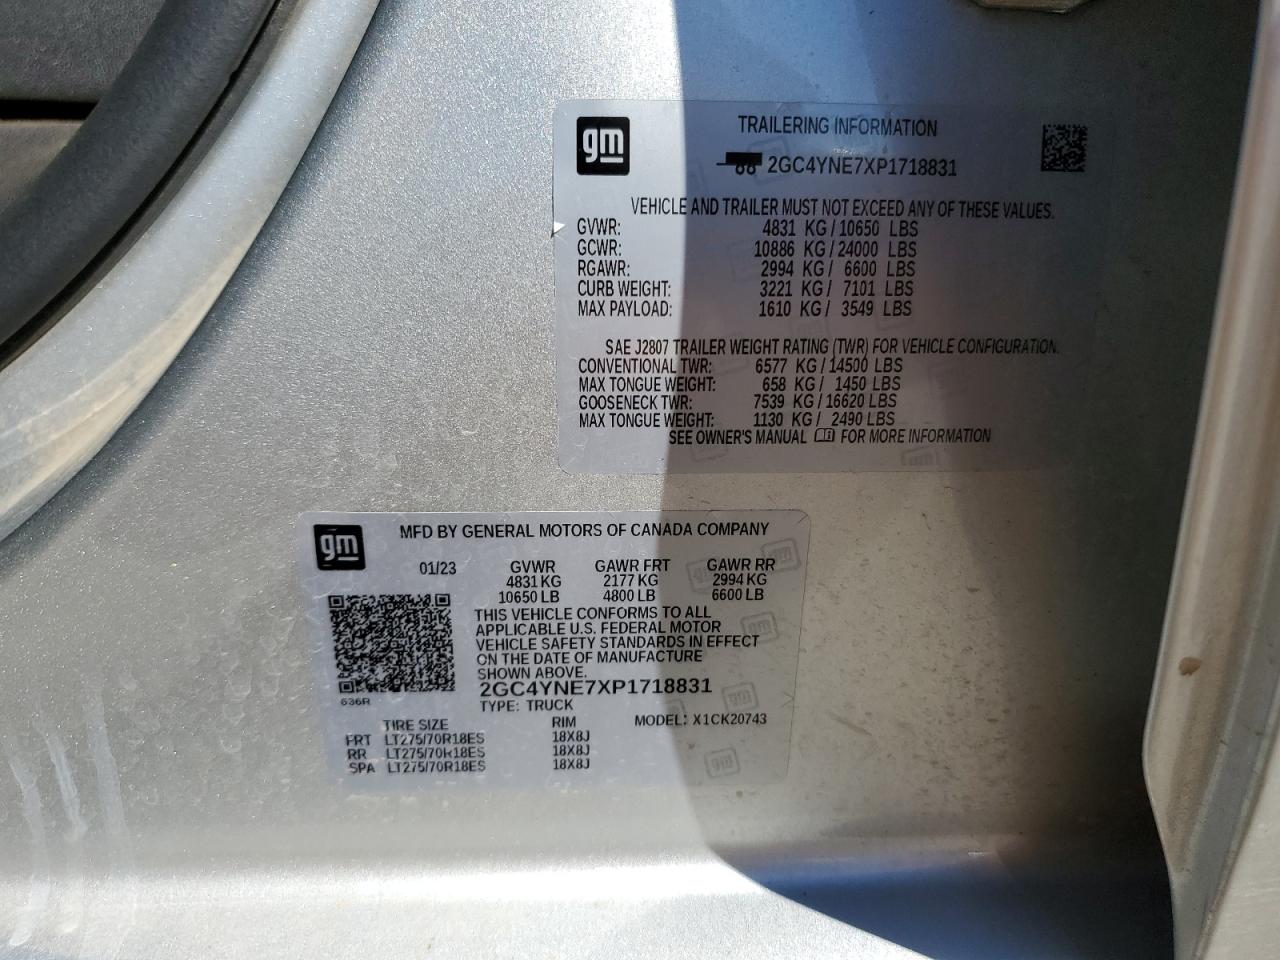 gm
TRAILERING INFORMATION
2GC4YNE7XP1718831
VEHICLE AND TRAILER MUST NOT EXCEED ANY OF THESE VALUES.
GVWR: 4831 KG / 10650 LBS
GCWR: 10886 KG / 24000 LBS
RGAWR: 2994 KG / 6600 LBS
CURB WEIGHT: 3221 KG / 7101 LBS
MAX PAYLOAD: 1610 KG / 3549 LBS
SAE J2807 TRAILER WEIGHT RATING (TWR) FOR VEHICLE CONFIGURATION.
CONVENTIONAL TWR: 6577 KG / 14500 LBS
MAX TONGUE WEIGHT: 658 KG / 1450 LBS
GOOSENECK TWR: 7539 KG / 16620 LBS
MAX TONGUE WEIGHT: 1130 KG / 2490 LBS
SEE OWNER'S MANUAL FOR MORE INFORMATION
gm
MFD BY GENERAL MOTORS OF CANADA COMPANY
01/23 GVWR GAWR FRT GAWR RR
4831 KG 2177 KG 2994 KG
10650 LB 4800 LB 6600 LB
THIS VEHICLE CONFORMS TO ALL
APPLICABLE U.S. FEDERAL MOTOR
VEHICLE SAFETY STANDARDS IN EFFECT
ON THE DATE OF MANUFACTURE
SHOWN ABOVE.
2GC4YNE7XP1718831
636R
TYPE: TRUCK
TIRE SIZE RIM MODEL: X1CK20743
FRT LT275/70R18ES 18X8J
RR LT275/70R18ES 18X8J
SPA LT275/70R18ES 18X8J